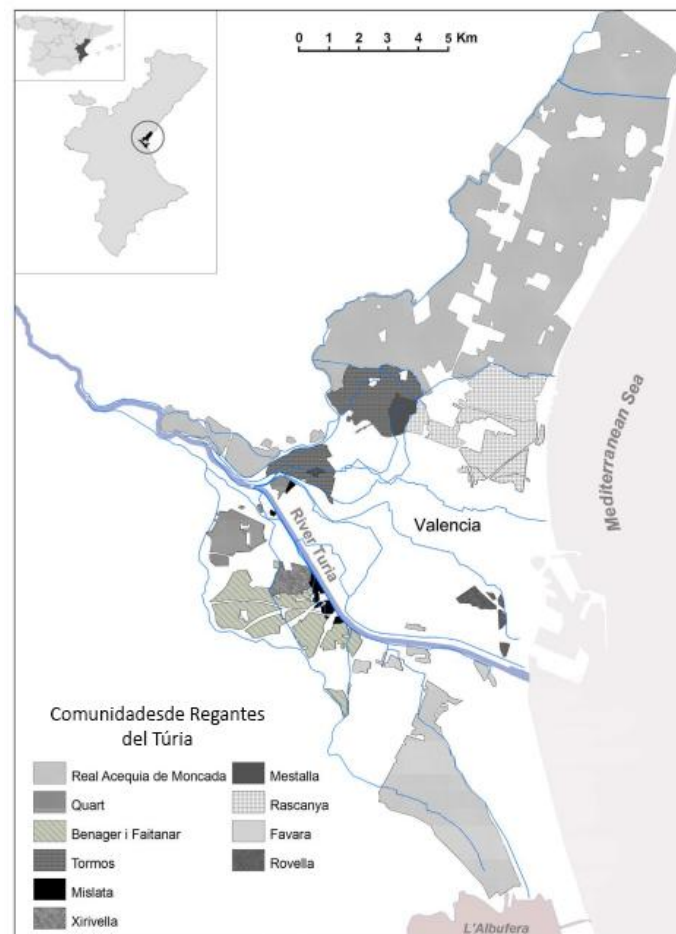 0 1 2 3 4 5 Km
Mediterranean Sea
Valencia
River Turia
Comunidadesde Regantes
del Túria
Real Acequia de Moncada
Quart
Benager i Faitanar
Tormos
Mislata
Xirivella
Mestalla
Rascanya
Favara
Rovella
L'Albufera